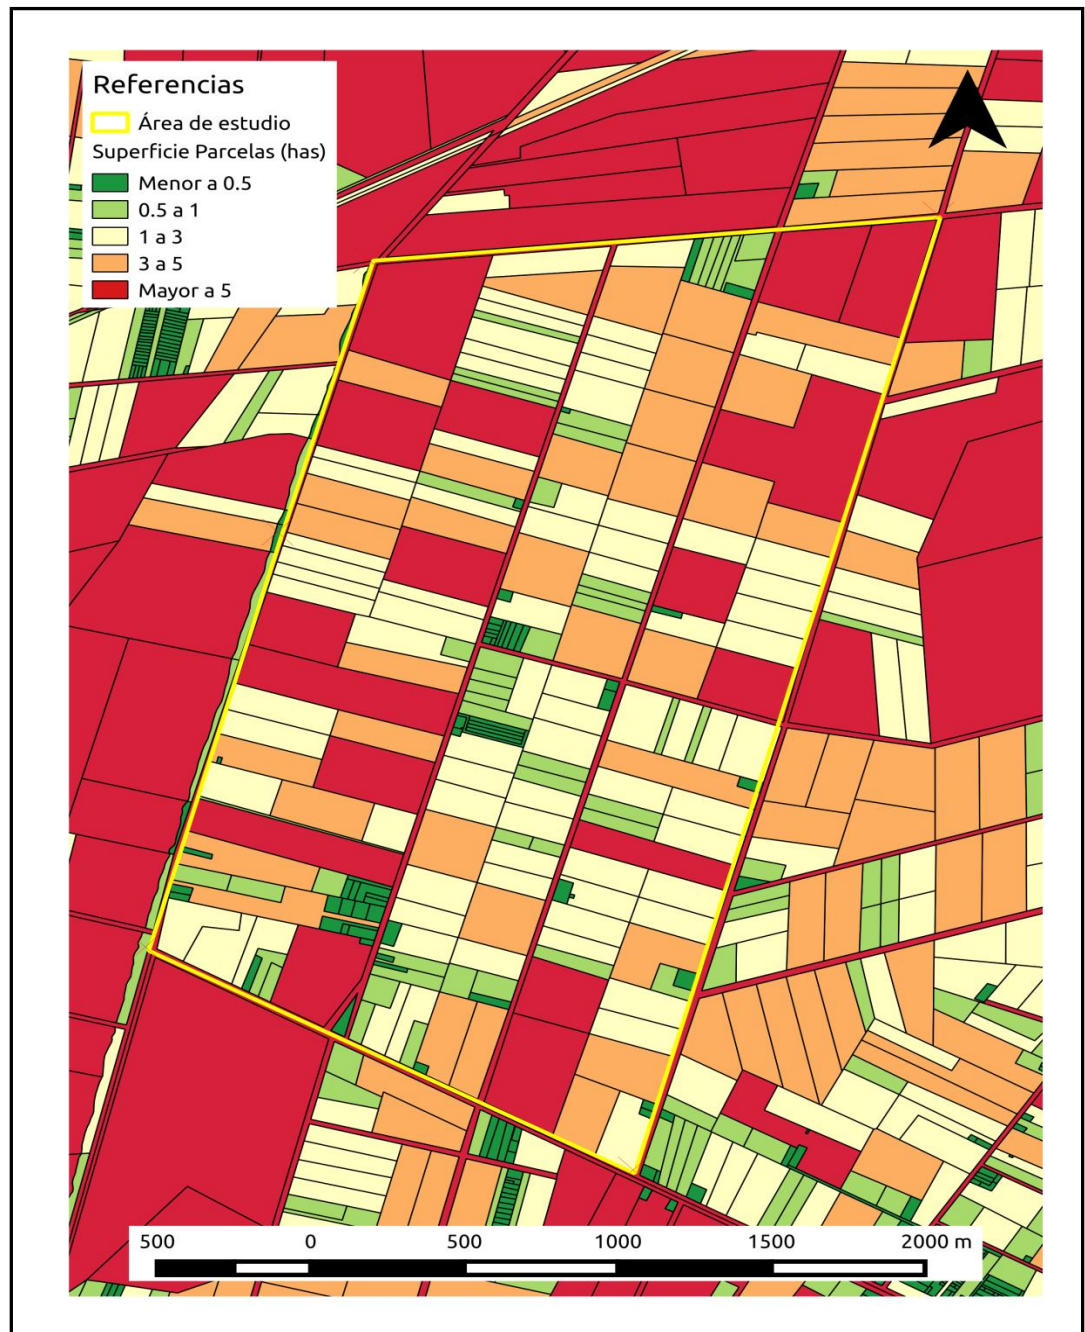 Referencias
Área de estudio
Superficie Parcelas (has)
Menor a 0.5
0.5 a 1
1 a 3
3 a 5
Mayor a 5
500 0 500 1000 1500 2000 m